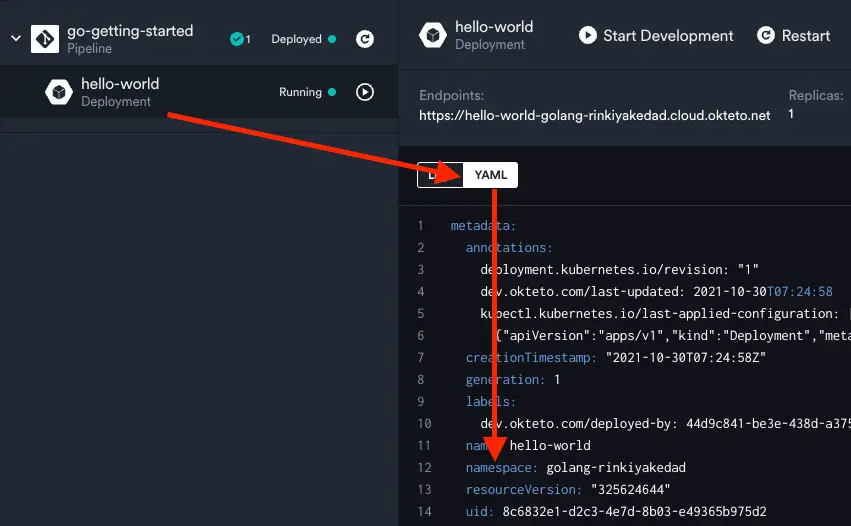 go-getting-started
Pipeline
1
Deployed
hello-world
Deployment
Running
hello-world
Deployment
Start Development
Restart
Endpoints:
https://hello-world-golang-rinkiyakedad.cloud.okteto.net
Replicas:
1
YAML
1 metadata:
2 annotations:
3 deployment.kubernetes.io/revision: "1"
4 dev.okteto.com/last-updated: 2021-10-30T07:24:58
5 kubectl.kubernetes.io/last-applied-configuration: |
6 {"apiVersion":"apps/v1","kind":"Deployment","meta
7 creationTimestamp: "2021-10-30T07:24:58Z"
8 generation: 1
9 labels:
10 dev.okteto.com/deployed-by: 44d9c841-be3e-438d-a375
11 name: hello-world
12 namespace: golang-rinkiyakedad
13 resourceVersion: "325624644"
14 uid: 8c6832e1-d2c3-4e7d-8b03-e49365b975d2